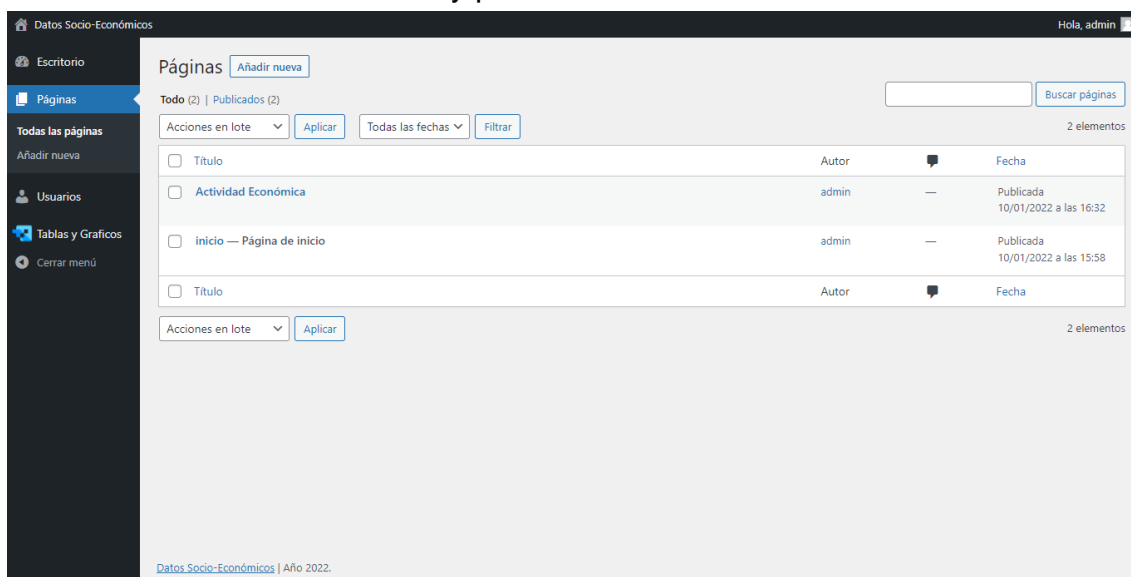 Datos Socio-Económicos
Hola, admin
Escritorio
Páginas
Todas las páginas
Añadir nueva
Usuarios
Tablas y Graficos
Cerrar menú
Páginas Añadir nueva
Todo (2) | Publicados (2)
Buscar páginas
Acciones en lote Aplicar Todas las fechas Filtrar 2 elementos
Título Autor Fecha
Actividad Económica admin — Publicada
10/01/2022 a las 16:32
inicio — Página de inicio admin — Publicada
10/01/2022 a las 15:58
Título Autor Fecha
Acciones en lote Aplicar 2 elementos
Datos Socio-Económicos | Año 2022.